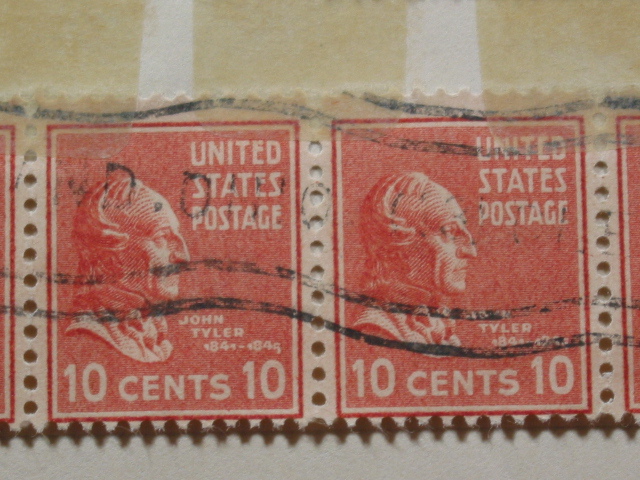 UNITED
STATES
POSTAGE
JOHN
TYLER
1841-1845
10 CENTS 10
UNITED
STATES
POSTAGE
TYLER
10 CENTS 10